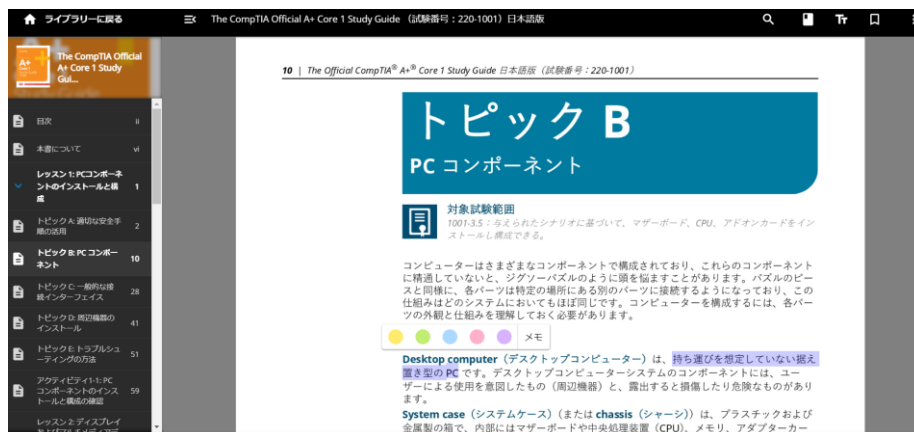 ライブラリーに戻る
The CompTIA Official A+ Core 1 Study Guide （試験番号：220-1001）日本語版
Tт
The CompTIA Official
A+ Core 1 Study
Gui...
目次 ii
本書について vi
レッスン 1: PCコンポーネ
ントのインストールと構
成 1
トピック A: 適切な安全手
順の活用 2
トピック B: PC コンポー
ネント 10
トピック C: 一般的な接
続インターフェイス 28
トピック D: 周辺機器の
インストール 41
トピック E: トラブルシュ
ーティングの方法 51
アクティビティ1-1: PC
コンポーネントのインス
トールと構成の確認 59
レッスン 2: ディスプレイ
10 | The Official CompTIA® A+® Core 1 Study Guide 日本語版（試験番号：220-1001）
トピック B
PC コンポーネント
対象試験範囲
1001-3.5：与えられたシナリオに基づいて、マザーボード、CPU、アドオンカードをイン
ストールし構成できる。
コンピューターはさまざまなコンポーネントで構成されており、これらのコンポーネント
に精通していないと、ジグソーパズルのように頭を悩ますことがあります。パズルのピー
スと同様に、各パーツは特定の場所にある別のパーツに接続するようになっており、この
仕組みはどのシステムにおいてもほぼ同じです。コンピューターを構成するには、各パー
ツの外観と仕組みを理解しておく必要があります。
メモ
Desktop computer（デスクトップコンピューター）は、持ち運びを想定していない据え
置き型の PC です。デスクトップコンピューターシステムのコンポーネントには、ユー
ザーによる使用を意図したもの（周辺機器）と、露出すると損傷したり危険なものがあり
ます。
System case（システムケース）（または chassis（シャーシ））は、プラスチックおよび
金属製の箱で、内部にはマザーボードや中央処理装置（CPU）、メモリ、アダプターカー